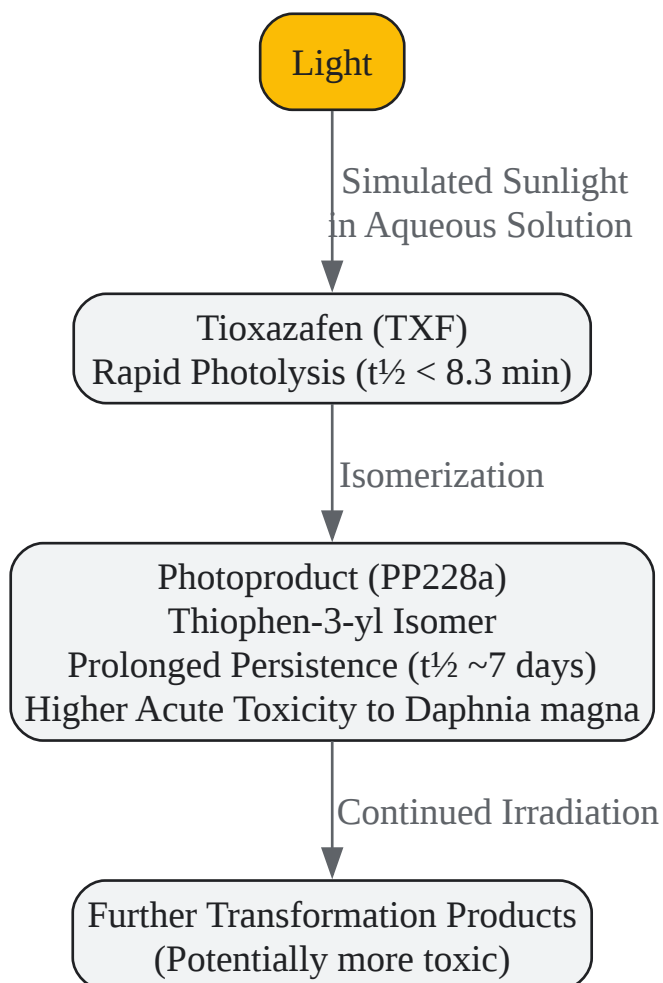 Light
Simulated Sunlight
in Aqueous Solution
Tioxazafen (TXF)
Rapid Photolysis (t½ < 8.3 min)
Isomerization
Photoproduct (PP228a)
Thiophen-3-yl Isomer
Prolonged Persistence (t½ ~7 days)
Higher Acute Toxicity to Daphnia magna
Continued Irradiation
Further Transformation Products
(Potentially more toxic)